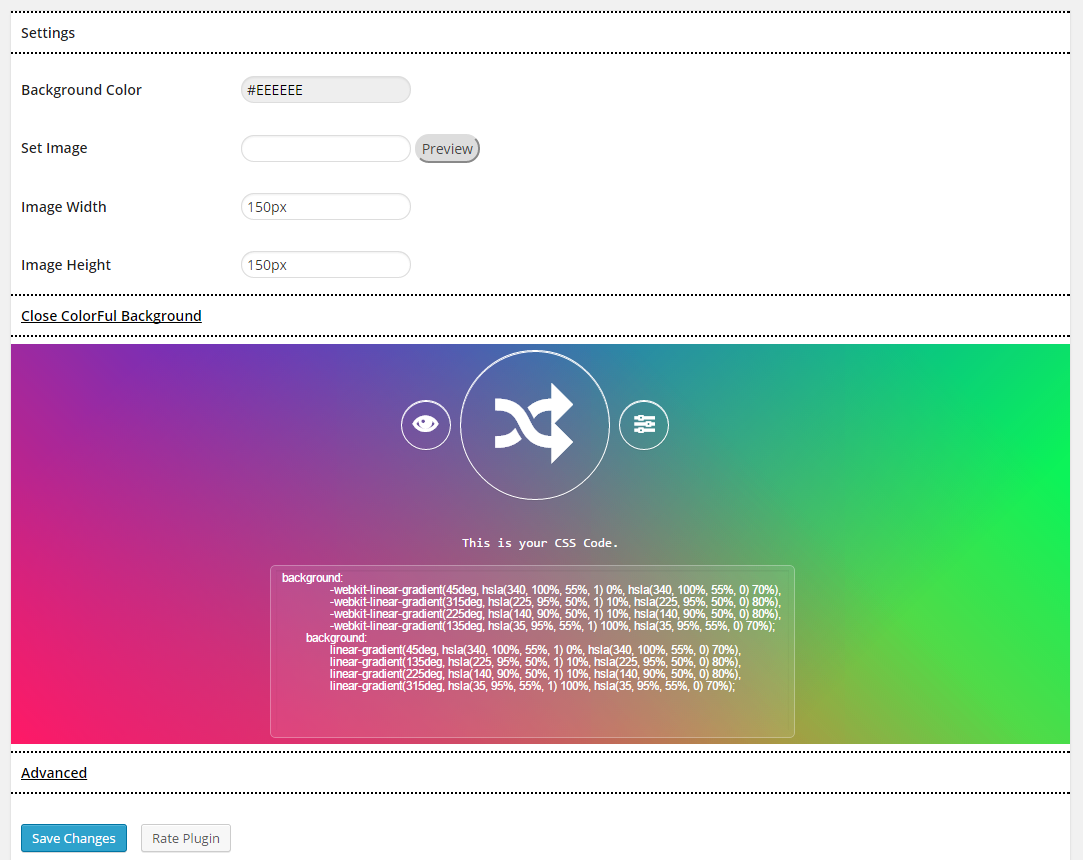 Settings
Background Color
#EEEEEE
Set Image
Preview
Image Width
150px
Image Height
150px
Close ColorFul Background
This is your CSS Code.
background:
-webkit-linear-gradient(45deg, hsla(340, 100%, 55%, 1) 0%, hsla(340, 100%, 55%, 0) 70%),
-webkit-linear-gradient(315deg, hsla(225, 95%, 50%, 1) 10%, hsla(225, 95%, 50%, 0) 80%),
-webkit-linear-gradient(225deg, hsla(140, 90%, 50%, 1) 10%, hsla(140, 90%, 50%, 0) 80%),
-webkit-linear-gradient(135deg, hsla(35, 95%, 55%, 1) 100%, hsla(35, 95%, 55%, 0) 70%);
background:
linear-gradient(45deg, hsla(340, 100%, 55%, 1) 0%, hsla(340, 100%, 55%, 0) 70%),
linear-gradient(135deg, hsla(225, 95%, 50%, 1) 10%, hsla(225, 95%, 50%, 0) 80%),
linear-gradient(225deg, hsla(140, 90%, 50%, 1) 10%, hsla(140, 90%, 50%, 0) 80%),
linear-gradient(315deg, hsla(35, 95%, 55%, 1) 100%, hsla(35, 95%, 55%, 0) 70%);
Advanced
Save Changes
Rate Plugin